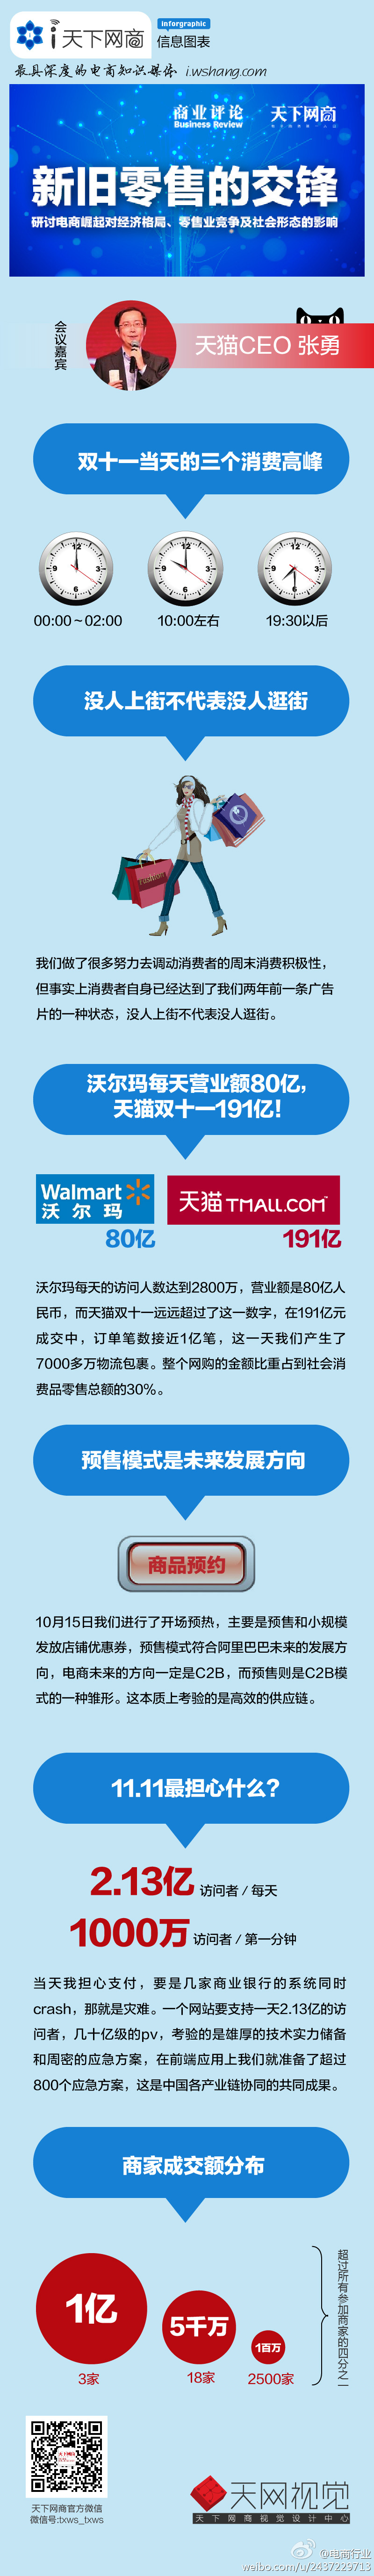 i天下网商
Inforgraphic
信息图表
最具深度的电商知识媒体 i.wshang.com
商业评论
Business Review
天下网商
新旧零售的交锋
研讨电商崛起对经济格局、零售业竞争及社会形态的影响
会议嘉宾
天猫CEO 张勇
双十一当天的三个消费高峰
12
3
6
9
12
3
6
9
12
3
6
9
00:00～02:00
10:00左右
19:30以后
没人上街不代表没人逛街
Fashion
我们做了很多努力去调动消费者的周末消费积极性，
但事实上消费者自身已经达到了我们两年前一条广告
片的一种状态，没人上街不代表没人逛街。
沃尔玛每天营业额80亿，
天猫双十一191亿！
Walmart
沃尔玛
天猫 TMALL.COM™
80亿
191亿
沃尔玛每天的访问人数达到2800万，营业额是80亿人
民币，而天猫双十一远远超过了这一数字，在191亿元
成交中，订单笔数接近1亿笔，这一天我们产生了
7000多万物流包裹。整个网购的金额比重占到社会消
费品零售总额的30%。
预售模式是未来发展方向
商品预约
10月15日我们进行了开场预热，主要是预售和小规模
发放店铺优惠券，预售模式符合阿里巴巴未来的发展方
向，电商未来的方向一定是C2B，而预售则是C2B模
式的一种雏形。这本质上考验的是高效的供应链。
11.11最担心什么？
2.13亿 访问者 / 每天
1000万 访问者 / 第一分钟
当天我担心支付，要是几家商业银行的系统同时
crash，那就是灾难。一个网站要支持一天2.13亿的访
问者，几十亿级的pv，考验的是雄厚的技术实力储备
和周密的应急方案，在前端应用上我们就准备了超过
800个应急方案，这是中国各产业链协同的共同成果。
商家成交额分布
1亿
5千万
1百万
3家
18家
2500家
超过所有参加商家的四分之一
天下网商官方微信
微信号:txws_txws
天网视觉
天下网商视觉设计中心
@电商行业
weibo.com/u/2437229713